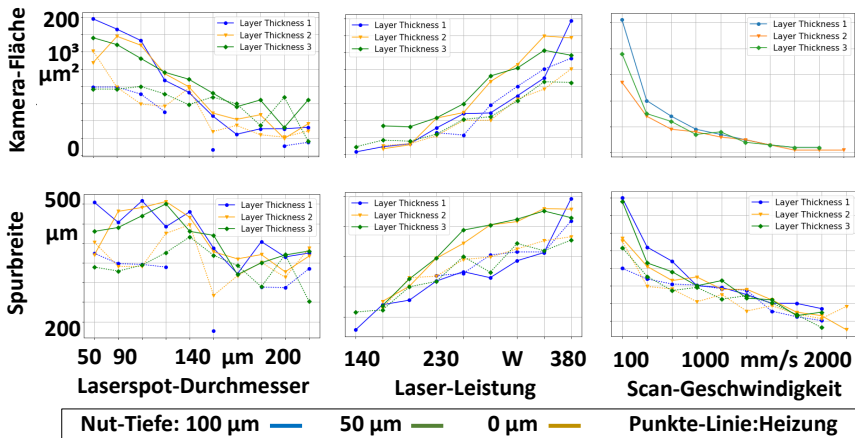 200
10³
µm²
0
Kamera-Fläche
Layer Thickness 1
Layer Thickness 2
Layer Thickness 3
Layer Thickness 1
Layer Thickness 2
Layer Thickness 3
Layer Thickness 1
Layer Thickness 2
Layer Thickness 3
500
µm
200
Spurbreite
Layer Thickness 1
Layer Thickness 2
Layer Thickness 3
Layer Thickness 1
Layer Thickness 2
Layer Thickness 3
Layer Thickness 1
Layer Thickness 2
Layer Thickness 3
50 90 140 µm 200
140 230 W 380
100 1000 mm/s 2000
Laserspot-Durchmesser
Laser-Leistung
Scan-Geschwindigkeit
Nut-Tiefe: 100 µm 50 µm 0 µm Punkte-Linie:Heizung